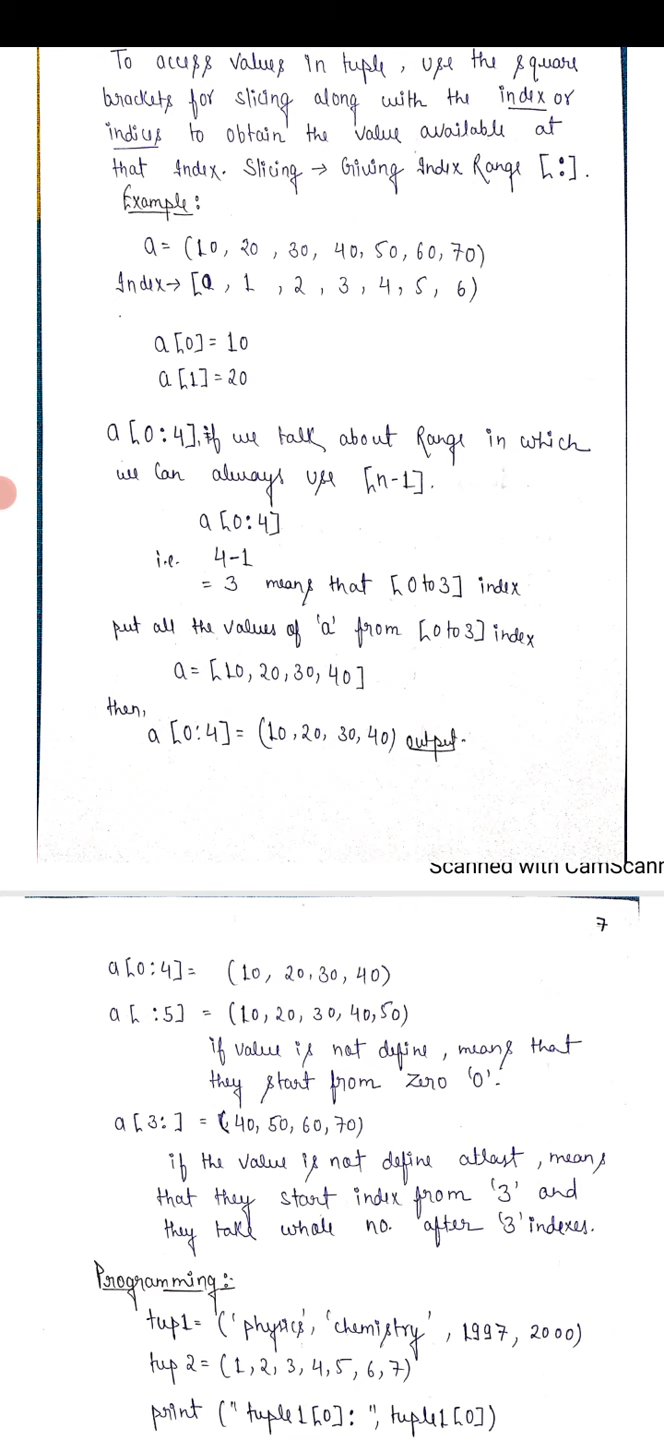 To access values in tuple, use the square
brackets for slicing along with the index or
indices to obtain the value available at
that Index. Slicing → Giving Index Range [:].
Example:
a = (10, 20, 30, 40, 50, 60, 70)
Index → [0, 1, 2, 3, 4, 5, 6)
a[0] = 10
a[1] = 20
a[0:4], if we talk about Range in which
we can always use [n-1].
a[0:4]
i.e. 4-1
= 3 means that [0 to 3] index
put all the values of 'a' from [0 to 3] index
a = [10, 20, 30, 40]
then,
a [0:4] = (10, 20, 30, 40) output.
Scanned with CamScann
7
a[0:4] = (10, 20, 30, 40)
a[ :5] = (10, 20, 30, 40, 50)
if value is not define, means that
they start from zero '0'.
a[3:] = (40, 50, 60, 70)
if the value is not define atlast, means
that they start index from '3' and
they take whole no. after '3' indexes.
Programming:-
tup1 = ('physics', 'chemistry', 1997, 2000)
tup 2 = (1, 2, 3, 4, 5, 6, 7)
print ("tuple1[0]: ", tuple1[0])